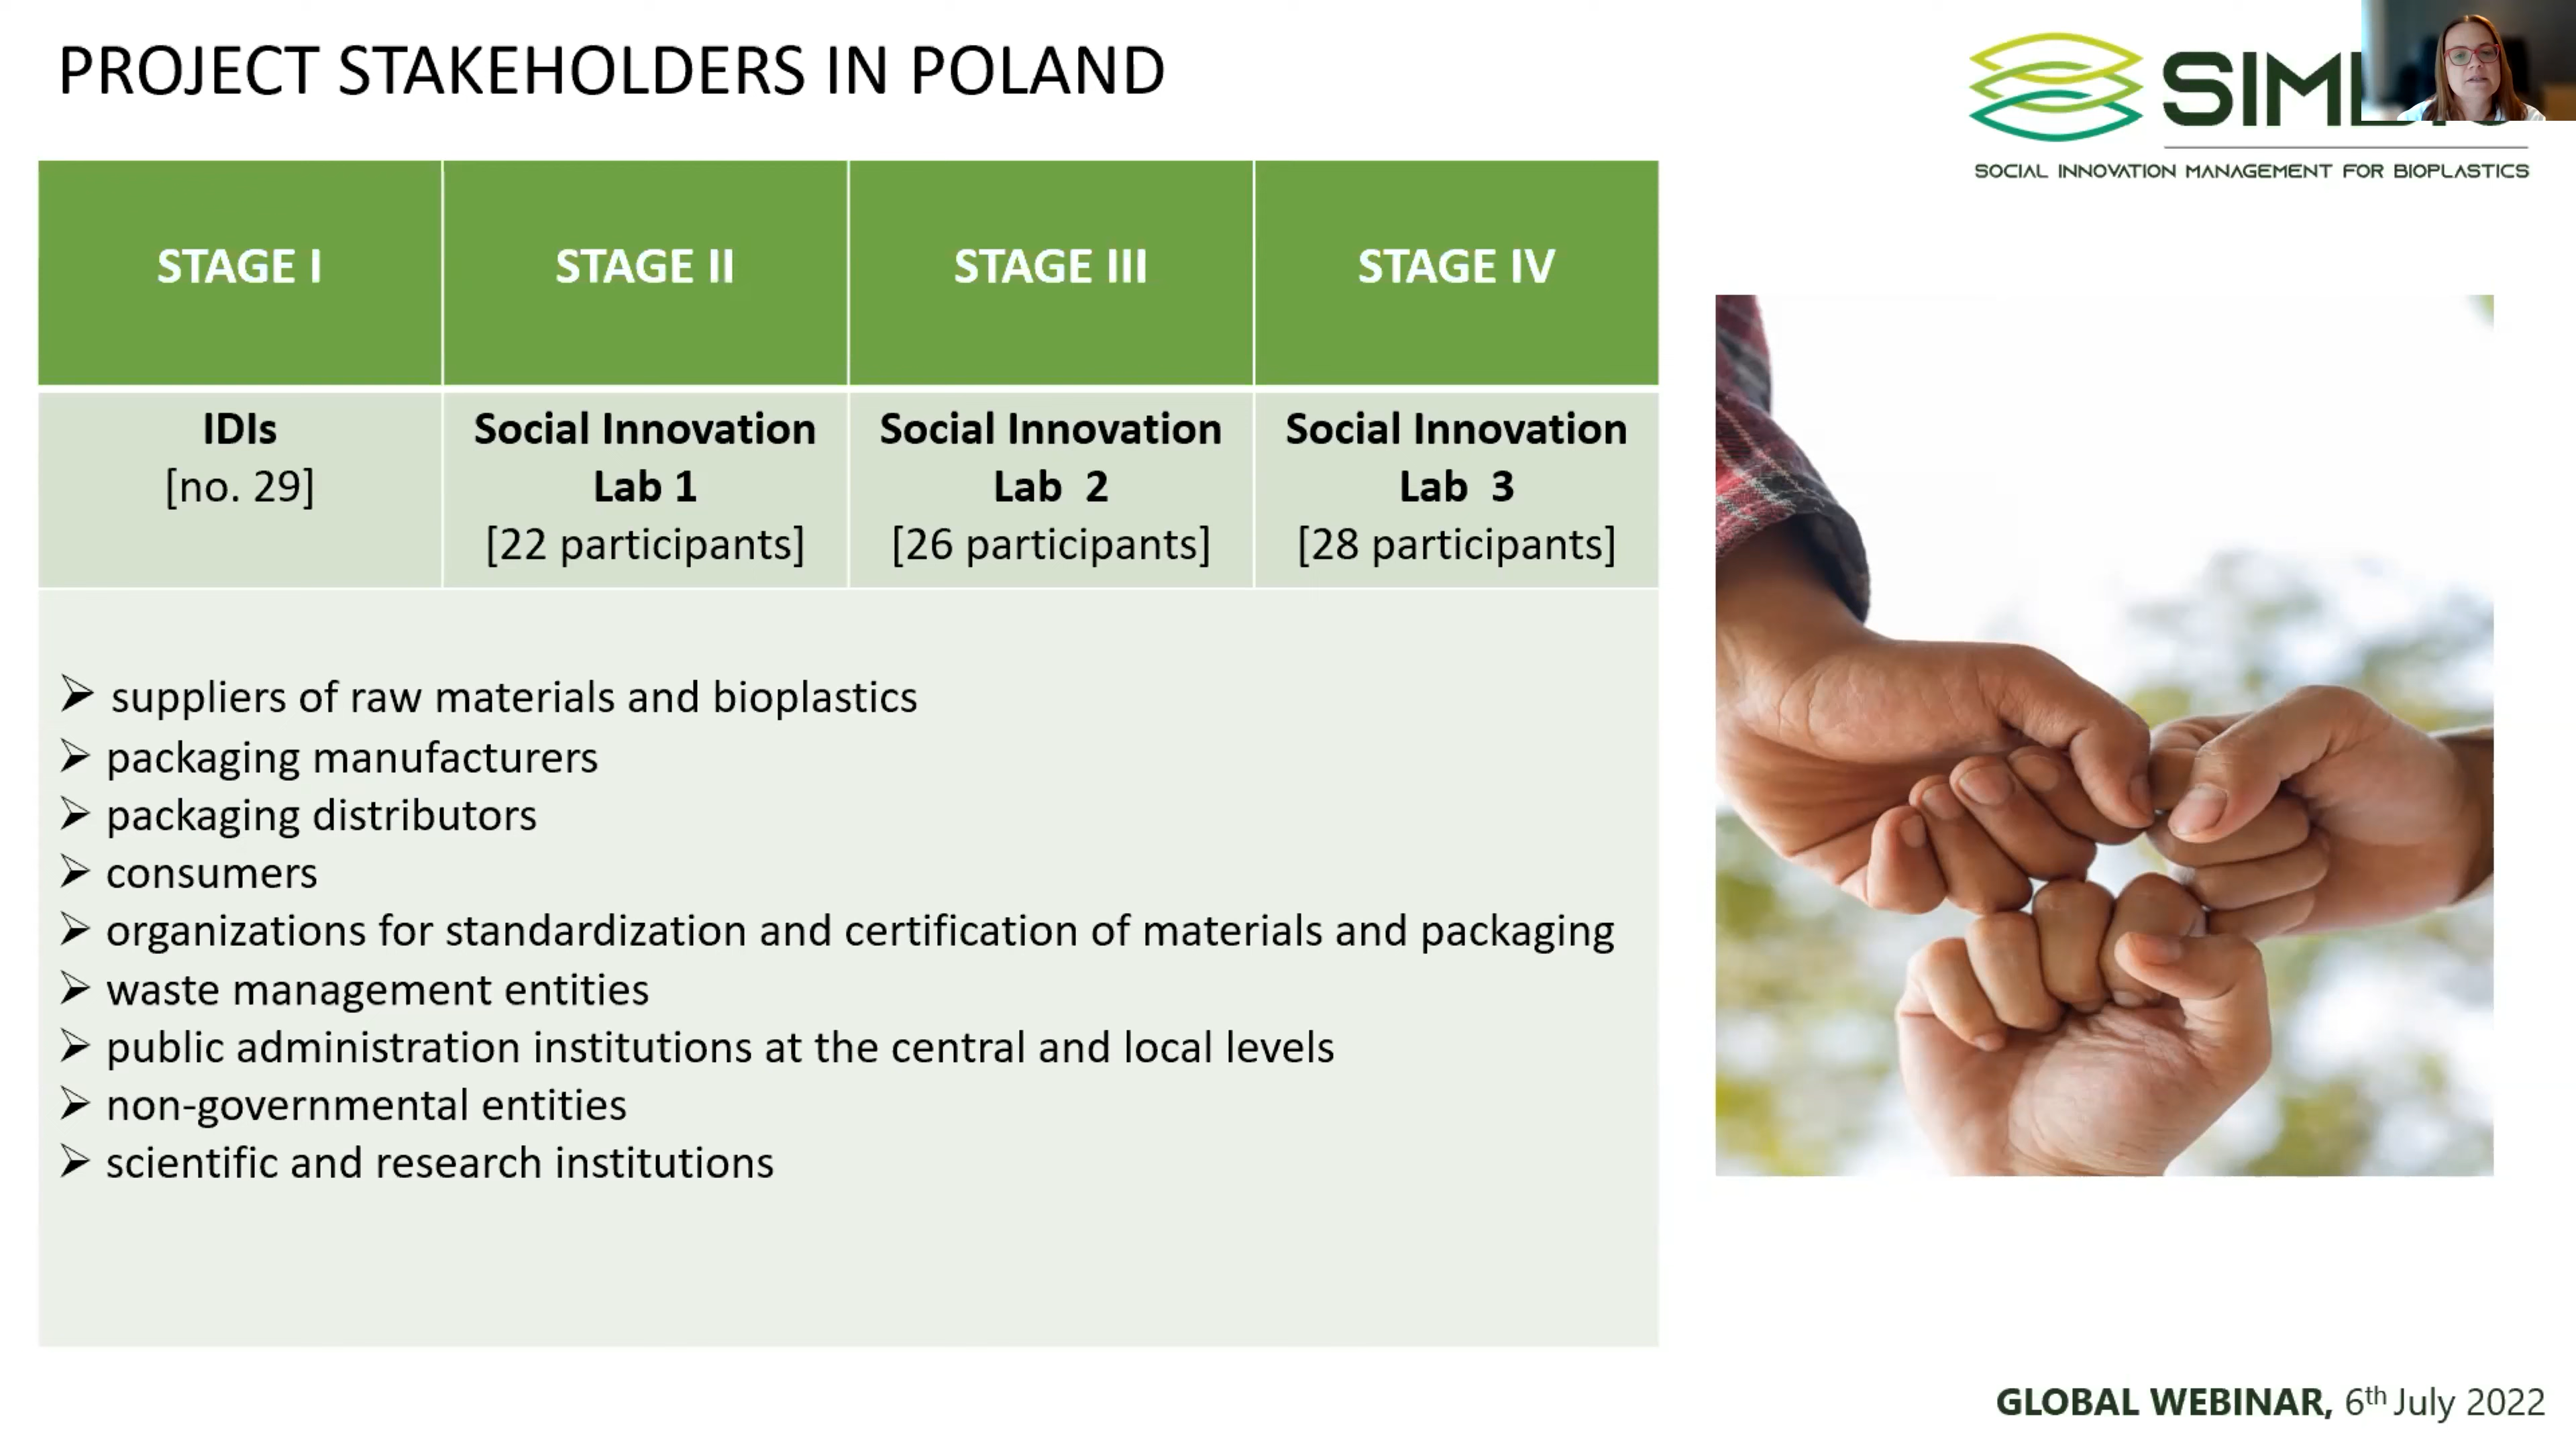 PROJECT STAKEHOLDERS IN POLAND
SOCIAL INNOVATION MANAGEMENT FOR BIOPLASTICS
STAGE I
STAGE II
STAGE III
STAGE IV
IDIs
[no. 29]
Social Innovation
Lab 1
[22 participants]
Social Innovation
Lab 2
[26 participants]
Social Innovation
Lab 3
[28 participants]
➢ suppliers of raw materials and bioplastics
➢ packaging manufacturers
➢ packaging distributors
➢ consumers
➢ organizations for standardization and certification of materials and packaging
➢ waste management entities
➢ public administration institutions at the central and local levels
➢ non-governmental entities
➢ scientific and research institutions
GLOBAL WEBINAR, 6th July 2022